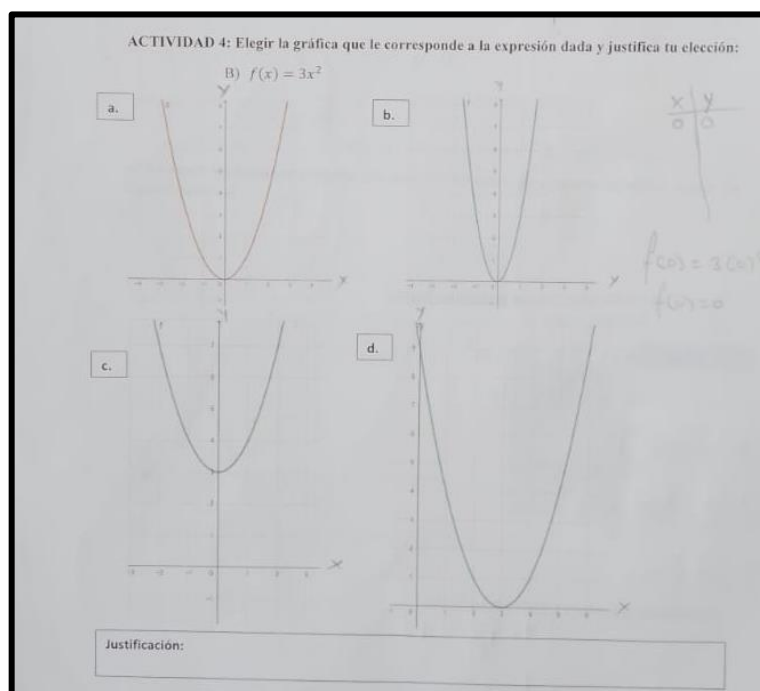 ACTIVIDAD 4: Elegir la gráfica que le corresponde a la expresión dada y justifica tu elección:
B) f(x) = 3x²
a.
Y
X
b.
Y
y
x y
0 0
f(0) = 3(0)²
f(0) = 0
c.
Y
X
d.
Y
X
Justificación: